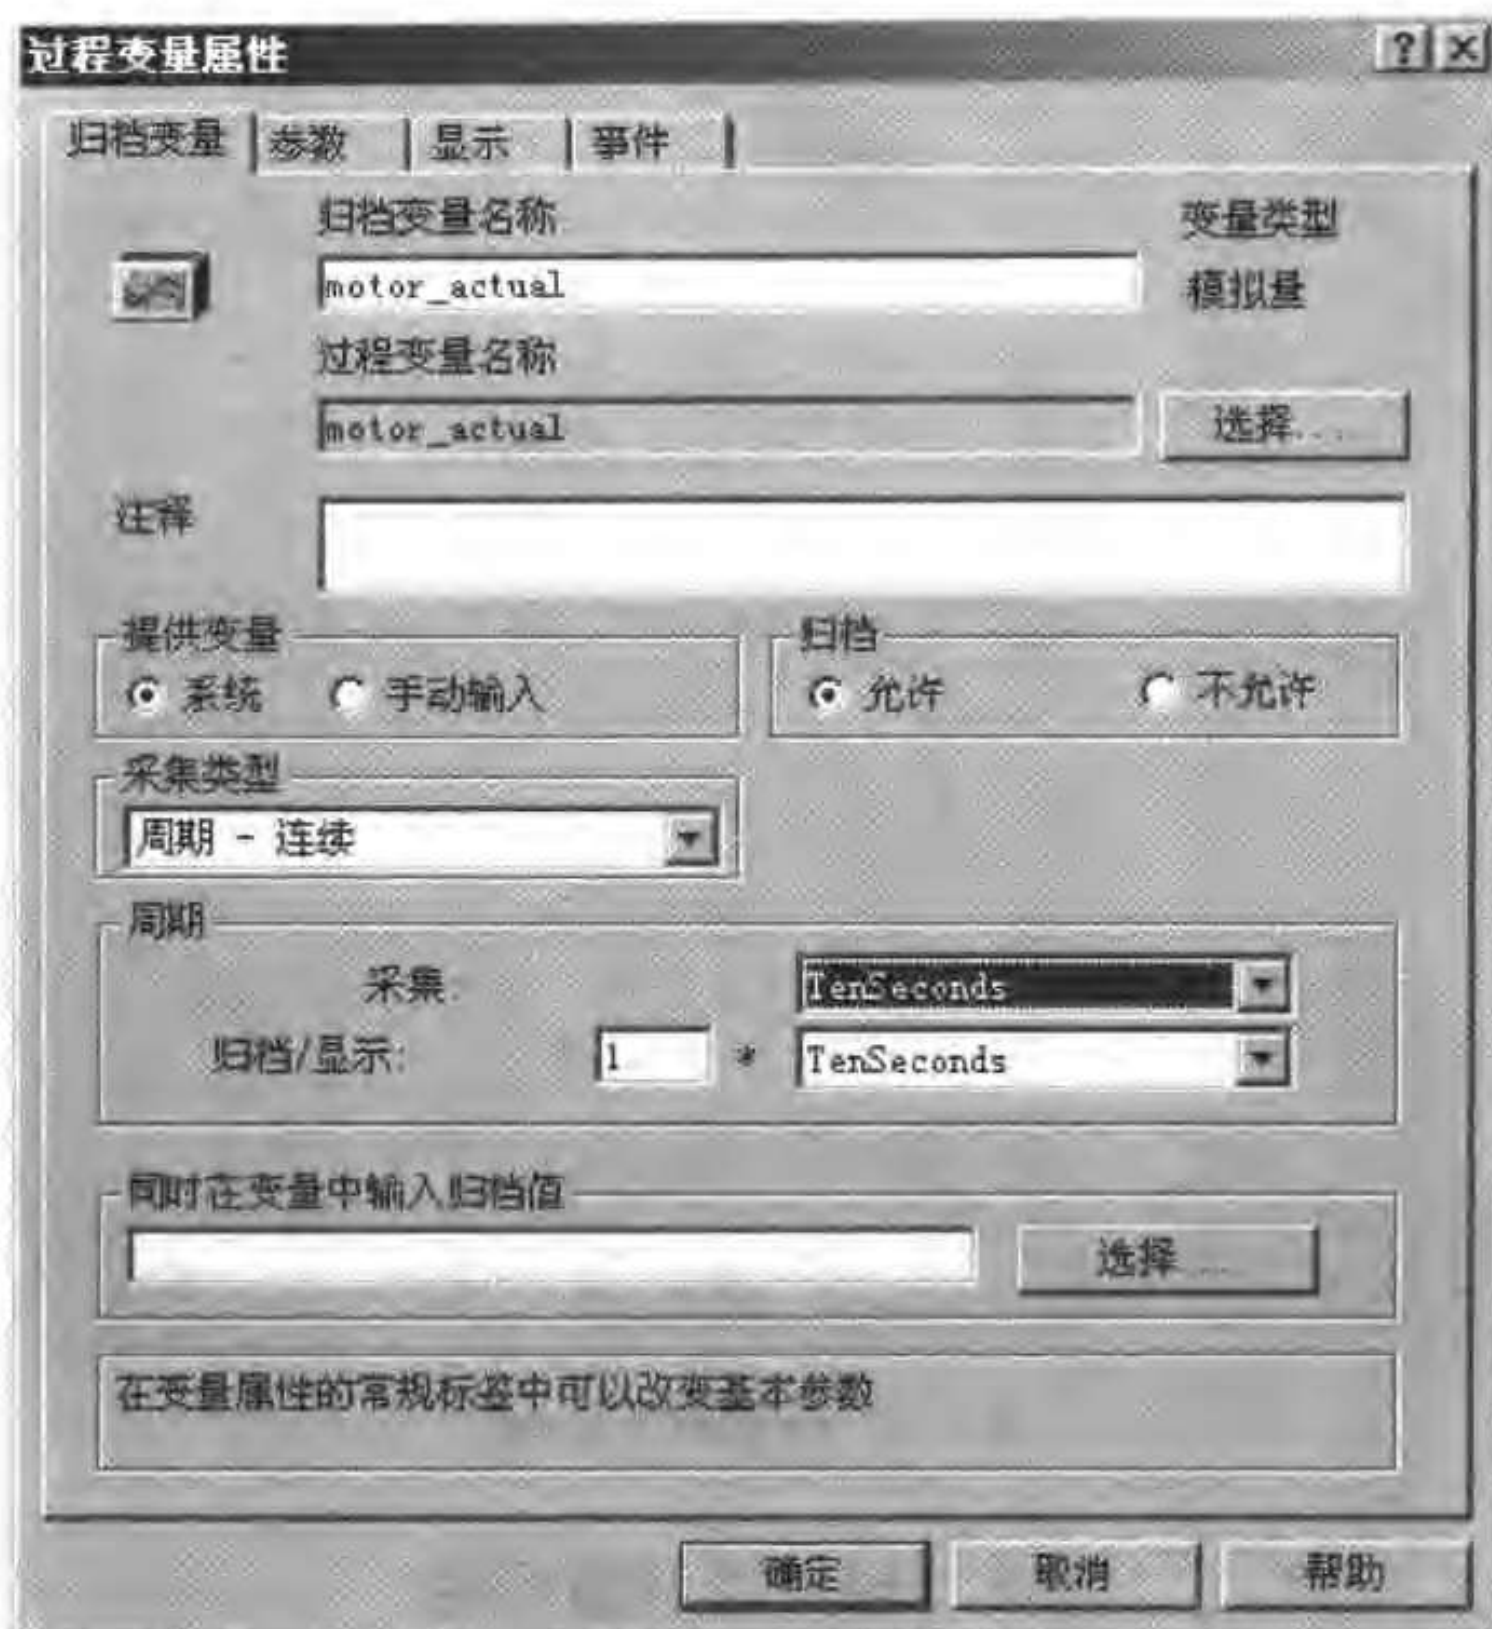 过程变量属性
归档变量 参数 显示 事件
归档变量名称 变量类型
motor_actual 模拟量
过程变量名称
motor_actual 选择...
注释
提供变量 归档
系统 手动输入 允许 不允许
采集类型
周期 - 连续
周期
采集: TenSeconds
归档/显示: 1 * TenSeconds
同时在变量中输入归档值
选择...
在变量属性的常规标签中可以改变基本参数
确定 取消 帮助